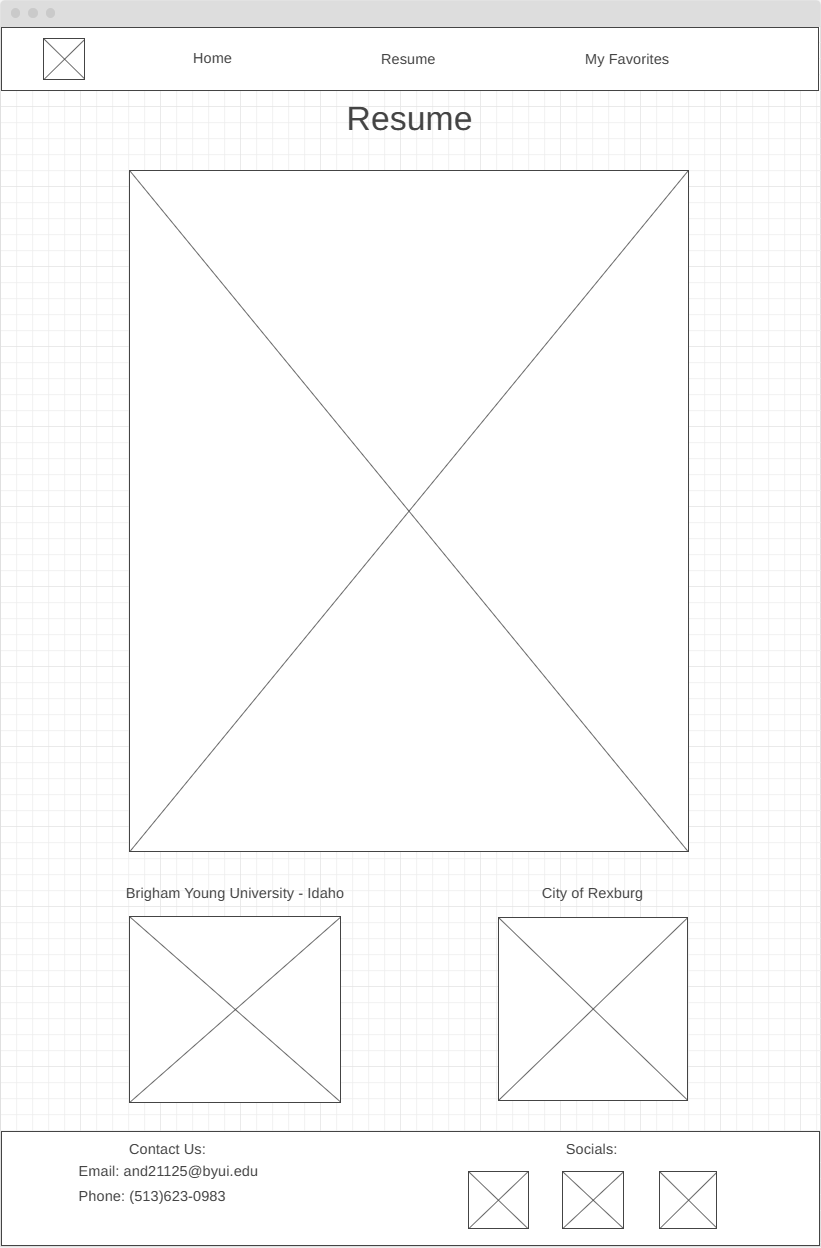 Home
Resume
My Favorites
Resume
Brigham Young University - Idaho
City of Rexburg
Contact Us:
Email: and21125@byui.edu
Phone: (513)623-0983
Socials: